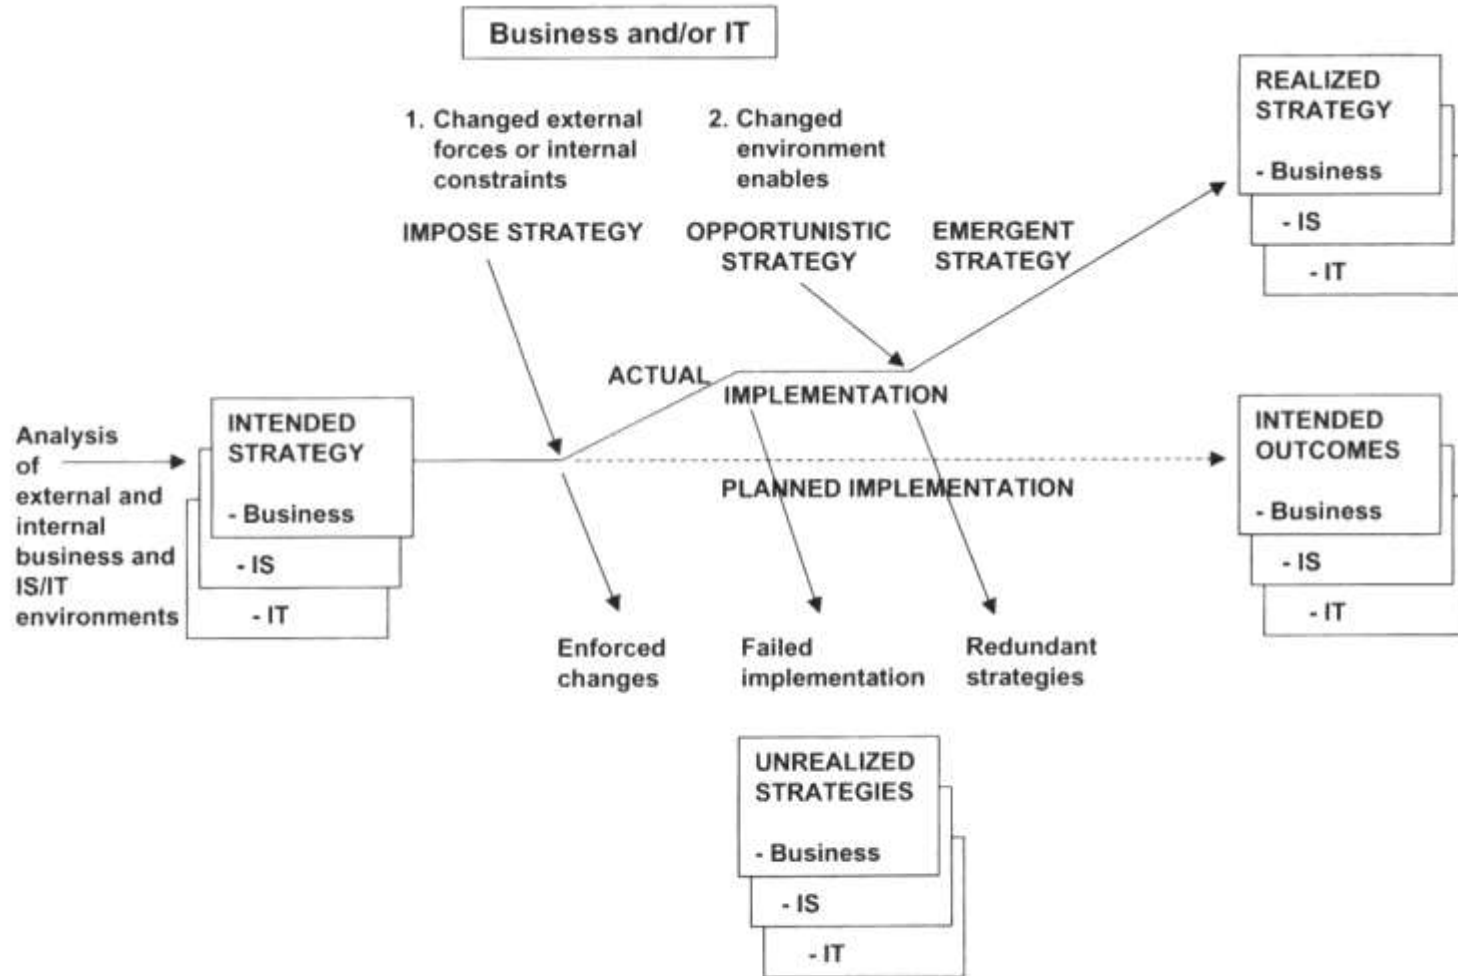 Business and/or IT
1. Changed external
forces or internal
constraints
IMPOSE STRATEGY
2. Changed
environment
enables
OPPORTUNISTIC
STRATEGY
EMERGENT
STRATEGY
REALIZED
STRATEGY
- Business
- IS
- IT
ACTUAL
IMPLEMENTATION
Analysis
of
external and
internal
business and
IS/IT
environments
INTENDED
STRATEGY
- Business
- IS
- IT
PLANNED IMPLEMENTATION
INTENDED
OUTCOMES
- Business
- IS
- IT
Enforced
changes
Failed
implementation
Redundant
strategies
UNREALIZED
STRATEGIES
- Business
- IS
- IT